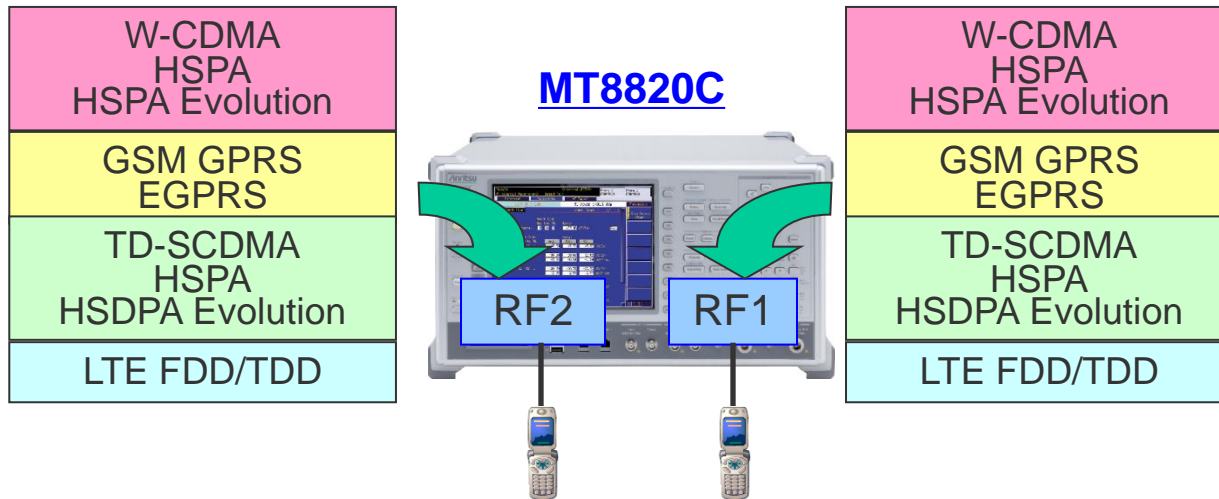 W-CDMA
HSPA
HSPA Evolution
GSM GPRS
EGPRS
TD-SCDMA
HSPA
HSDPA Evolution
LTE FDD/TDD
MT8820C
Anritsu
RF2
RF1
W-CDMA
HSPA
HSPA Evolution
GSM GPRS
EGPRS
TD-SCDMA
HSPA
HSDPA Evolution
LTE FDD/TDD